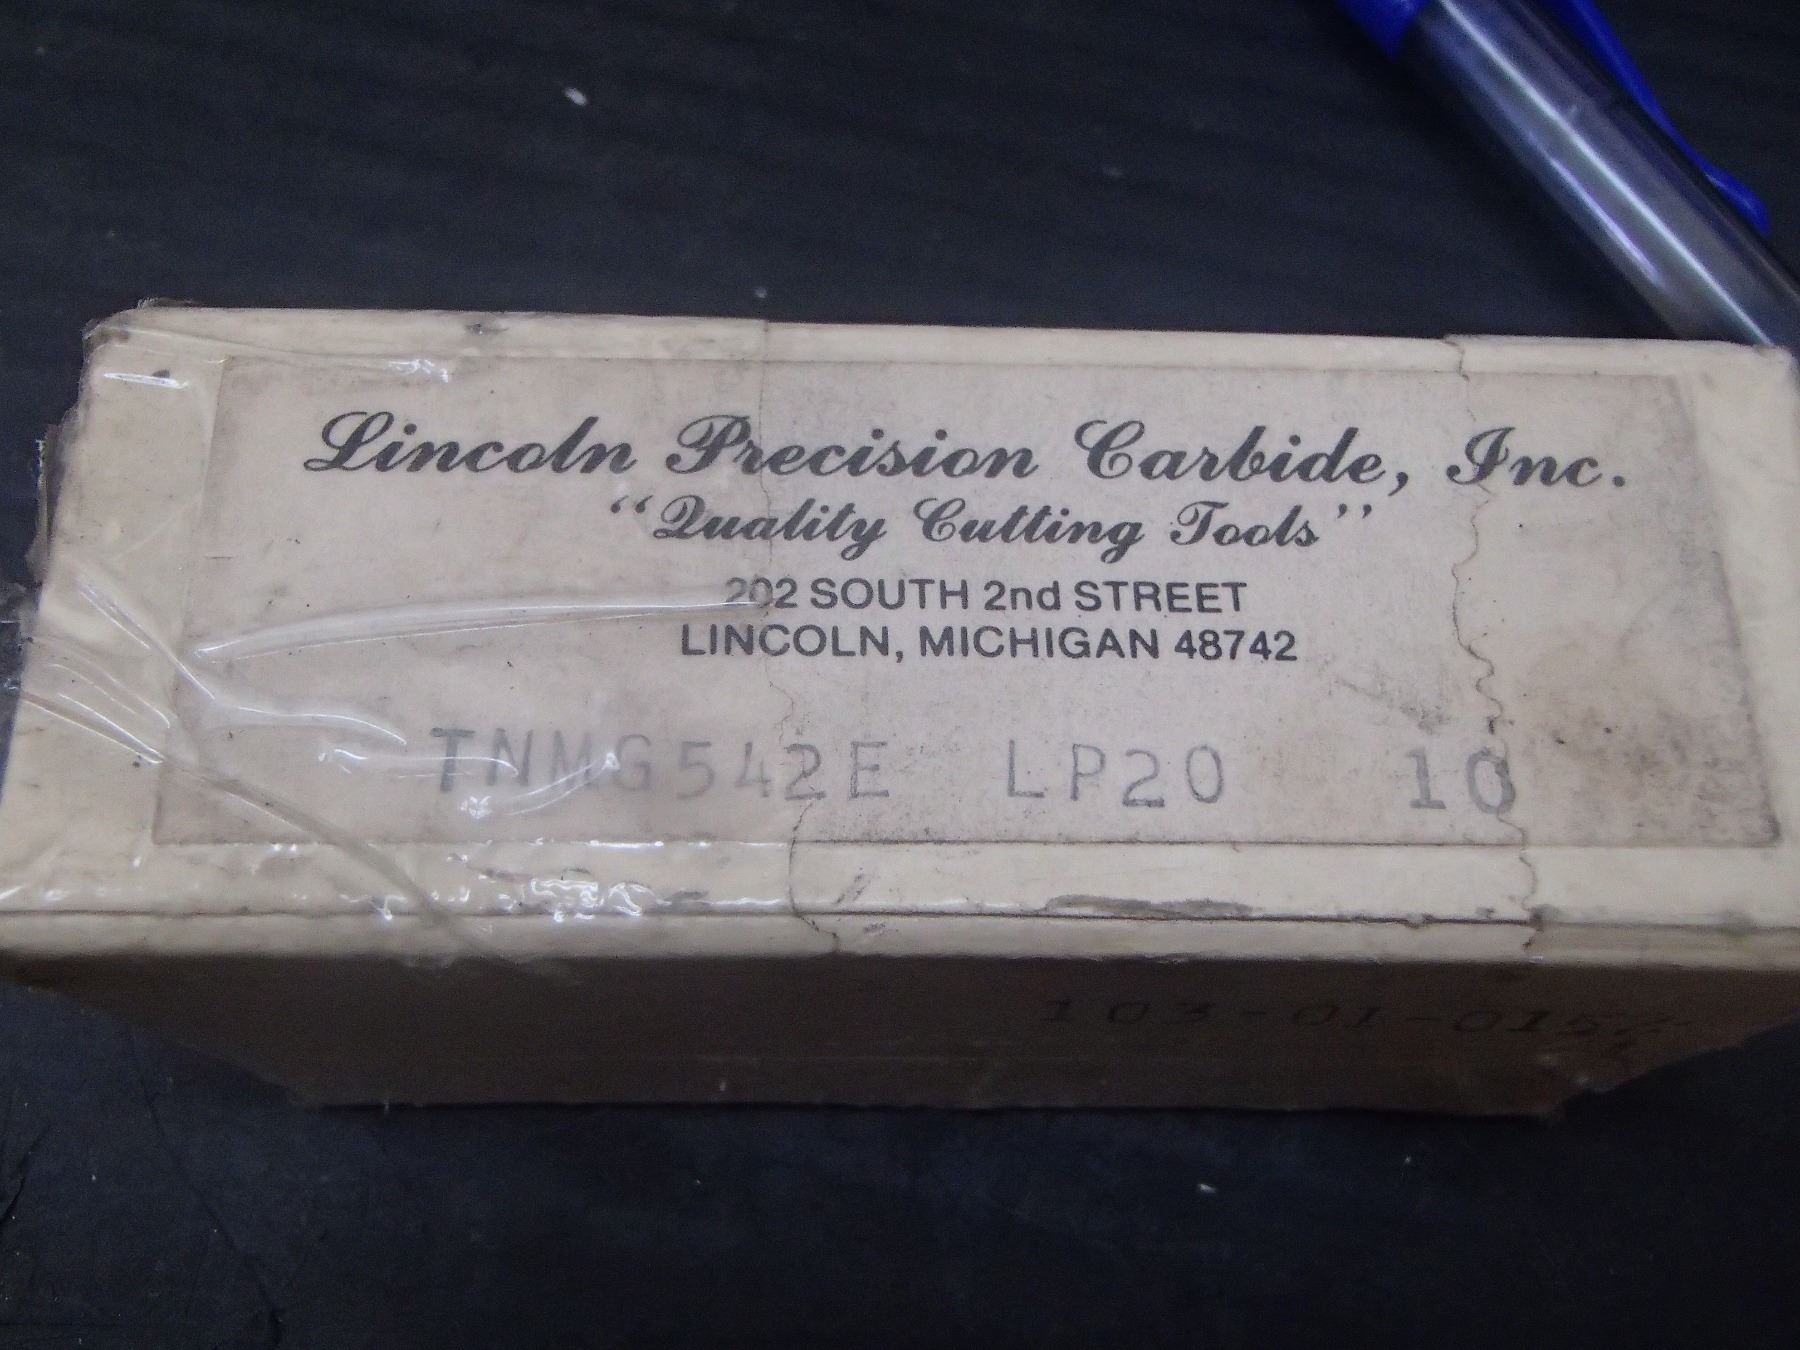 Lincoln Precision Carbide, Inc.
“Quality Cutting Tools”
202 SOUTH 2nd STREET
LINCOLN, MICHIGAN 48742
TNMG542E LP20 10